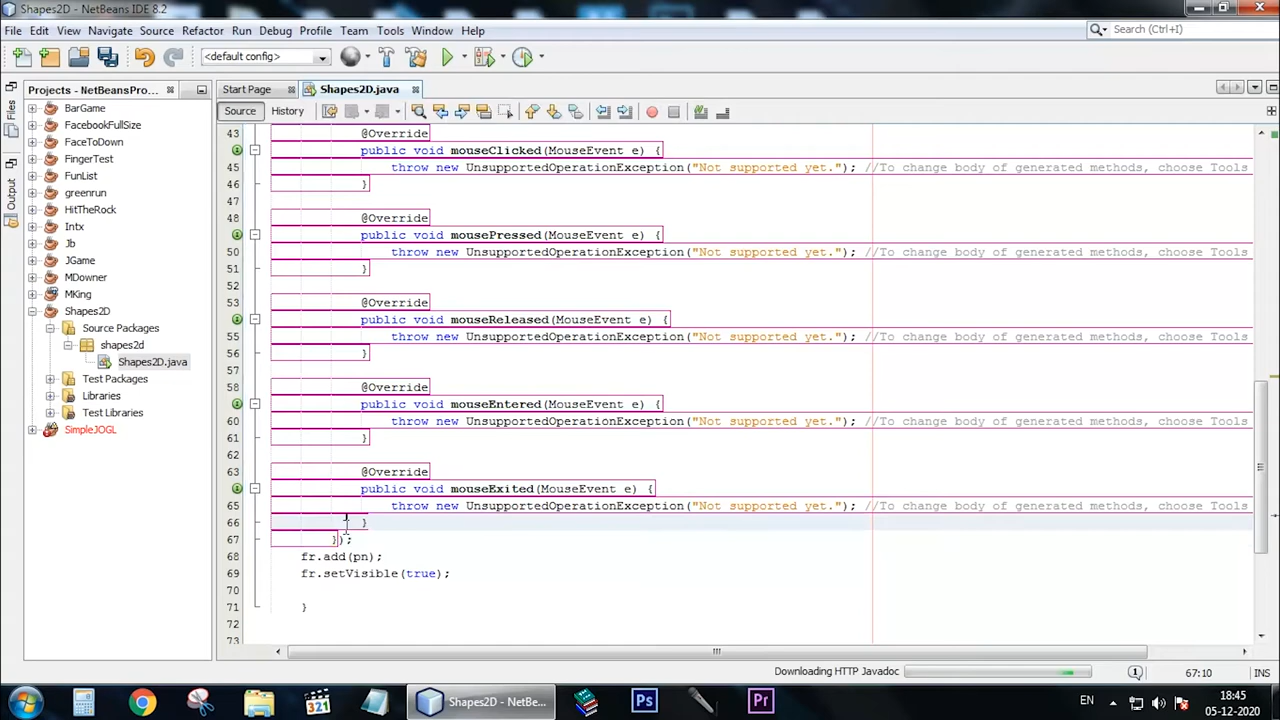 Shapes2D - NetBeans IDE 8.2
File Edit View Navigate Source Refactor Run Debug Profile Team Tools Window Help
Search (Ctrl+I)
<default config>
Files
Output
Projects - NetBeansPro...
BarGame
FacebookFullSize
FaceToDown
FingerTest
FunList
greenrun
HitTheRock
Intx
Jb
JGame
MDowner
MKing
Shapes2D
Source Packages
shapes2d
Shapes2D.java
Test Packages
Libraries
Test Libraries
SimpleJOGL
Start Page
Shapes2D.java
Source History
43 @Override
public void mouseClicked(MouseEvent e) {
45 throw new UnsupportedOperationException("Not supported yet."); //To change body of generated methods, choose Tools
46 }
47
48 @Override
public void mousePressed(MouseEvent e) {
50 throw new UnsupportedOperationException("Not supported yet."); //To change body of generated methods, choose Tools
51 }
52
53 @Override
public void mouseReleased(MouseEvent e) {
55 throw new UnsupportedOperationException("Not supported yet."); //To change body of generated methods, choose Tools
56 }
57
58 @Override
public void mouseEntered(MouseEvent e) {
60 throw new UnsupportedOperationException("Not supported yet."); //To change body of generated methods, choose Tools
61 }
62
63 @Override
public void mouseExited(MouseEvent e) {
65 throw new UnsupportedOperationException("Not supported yet."); //To change body of generated methods, choose Tools
66 }
67 });
68 fr.add(pn);
69 fr.setVisible(true);
70
71 }
72
73
Downloading HTTP Javadoc
1
67:10
INS
321
Shapes2D - NetBe...
Ps
Pr
EN
18:45
05-12-2020